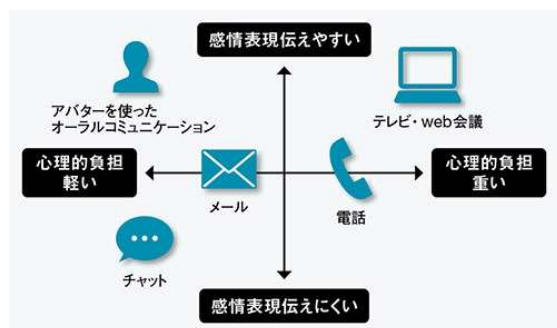 感情表現伝えやすい
アバターを使った
オーラルコミュニケーション
テレビ・web会議
心理的負担
軽い
メール
電話
心理的負担
重い
チャット
感情表現伝えにくい